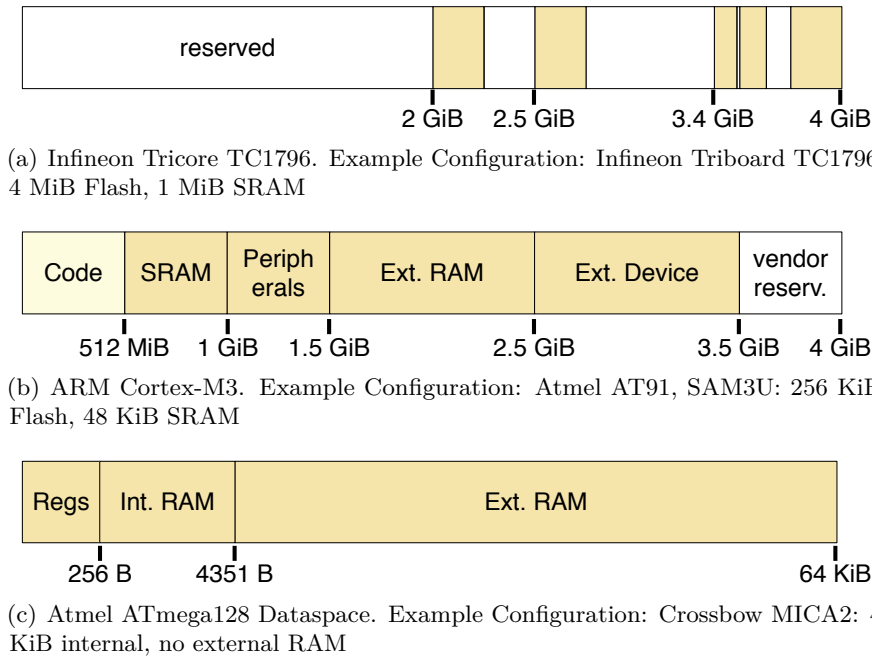 reserved
2 GiB 2.5 GiB 3.4 GiB 4 GiB
(a) Infineon Tricore TC1796. Example Configuration: Infineon Triboard TC1796
4 MiB Flash, 1 MiB SRAM
Code SRAM Periph erals Ext. RAM Ext. Device vendor reserv.
512 MiB 1 GiB 1.5 GiB 2.5 GiB 3.5 GiB 4 GiB
(b) ARM Cortex-M3. Example Configuration: Atmel AT91, SAM3U: 256 KiB
Flash, 48 KiB SRAM
Regs Int. RAM Ext. RAM
256 B 4351 B 64 KiB
(c) Atmel ATmega128 Dataspace. Example Configuration: Crossbow MICA2:
KiB internal, no external RAM